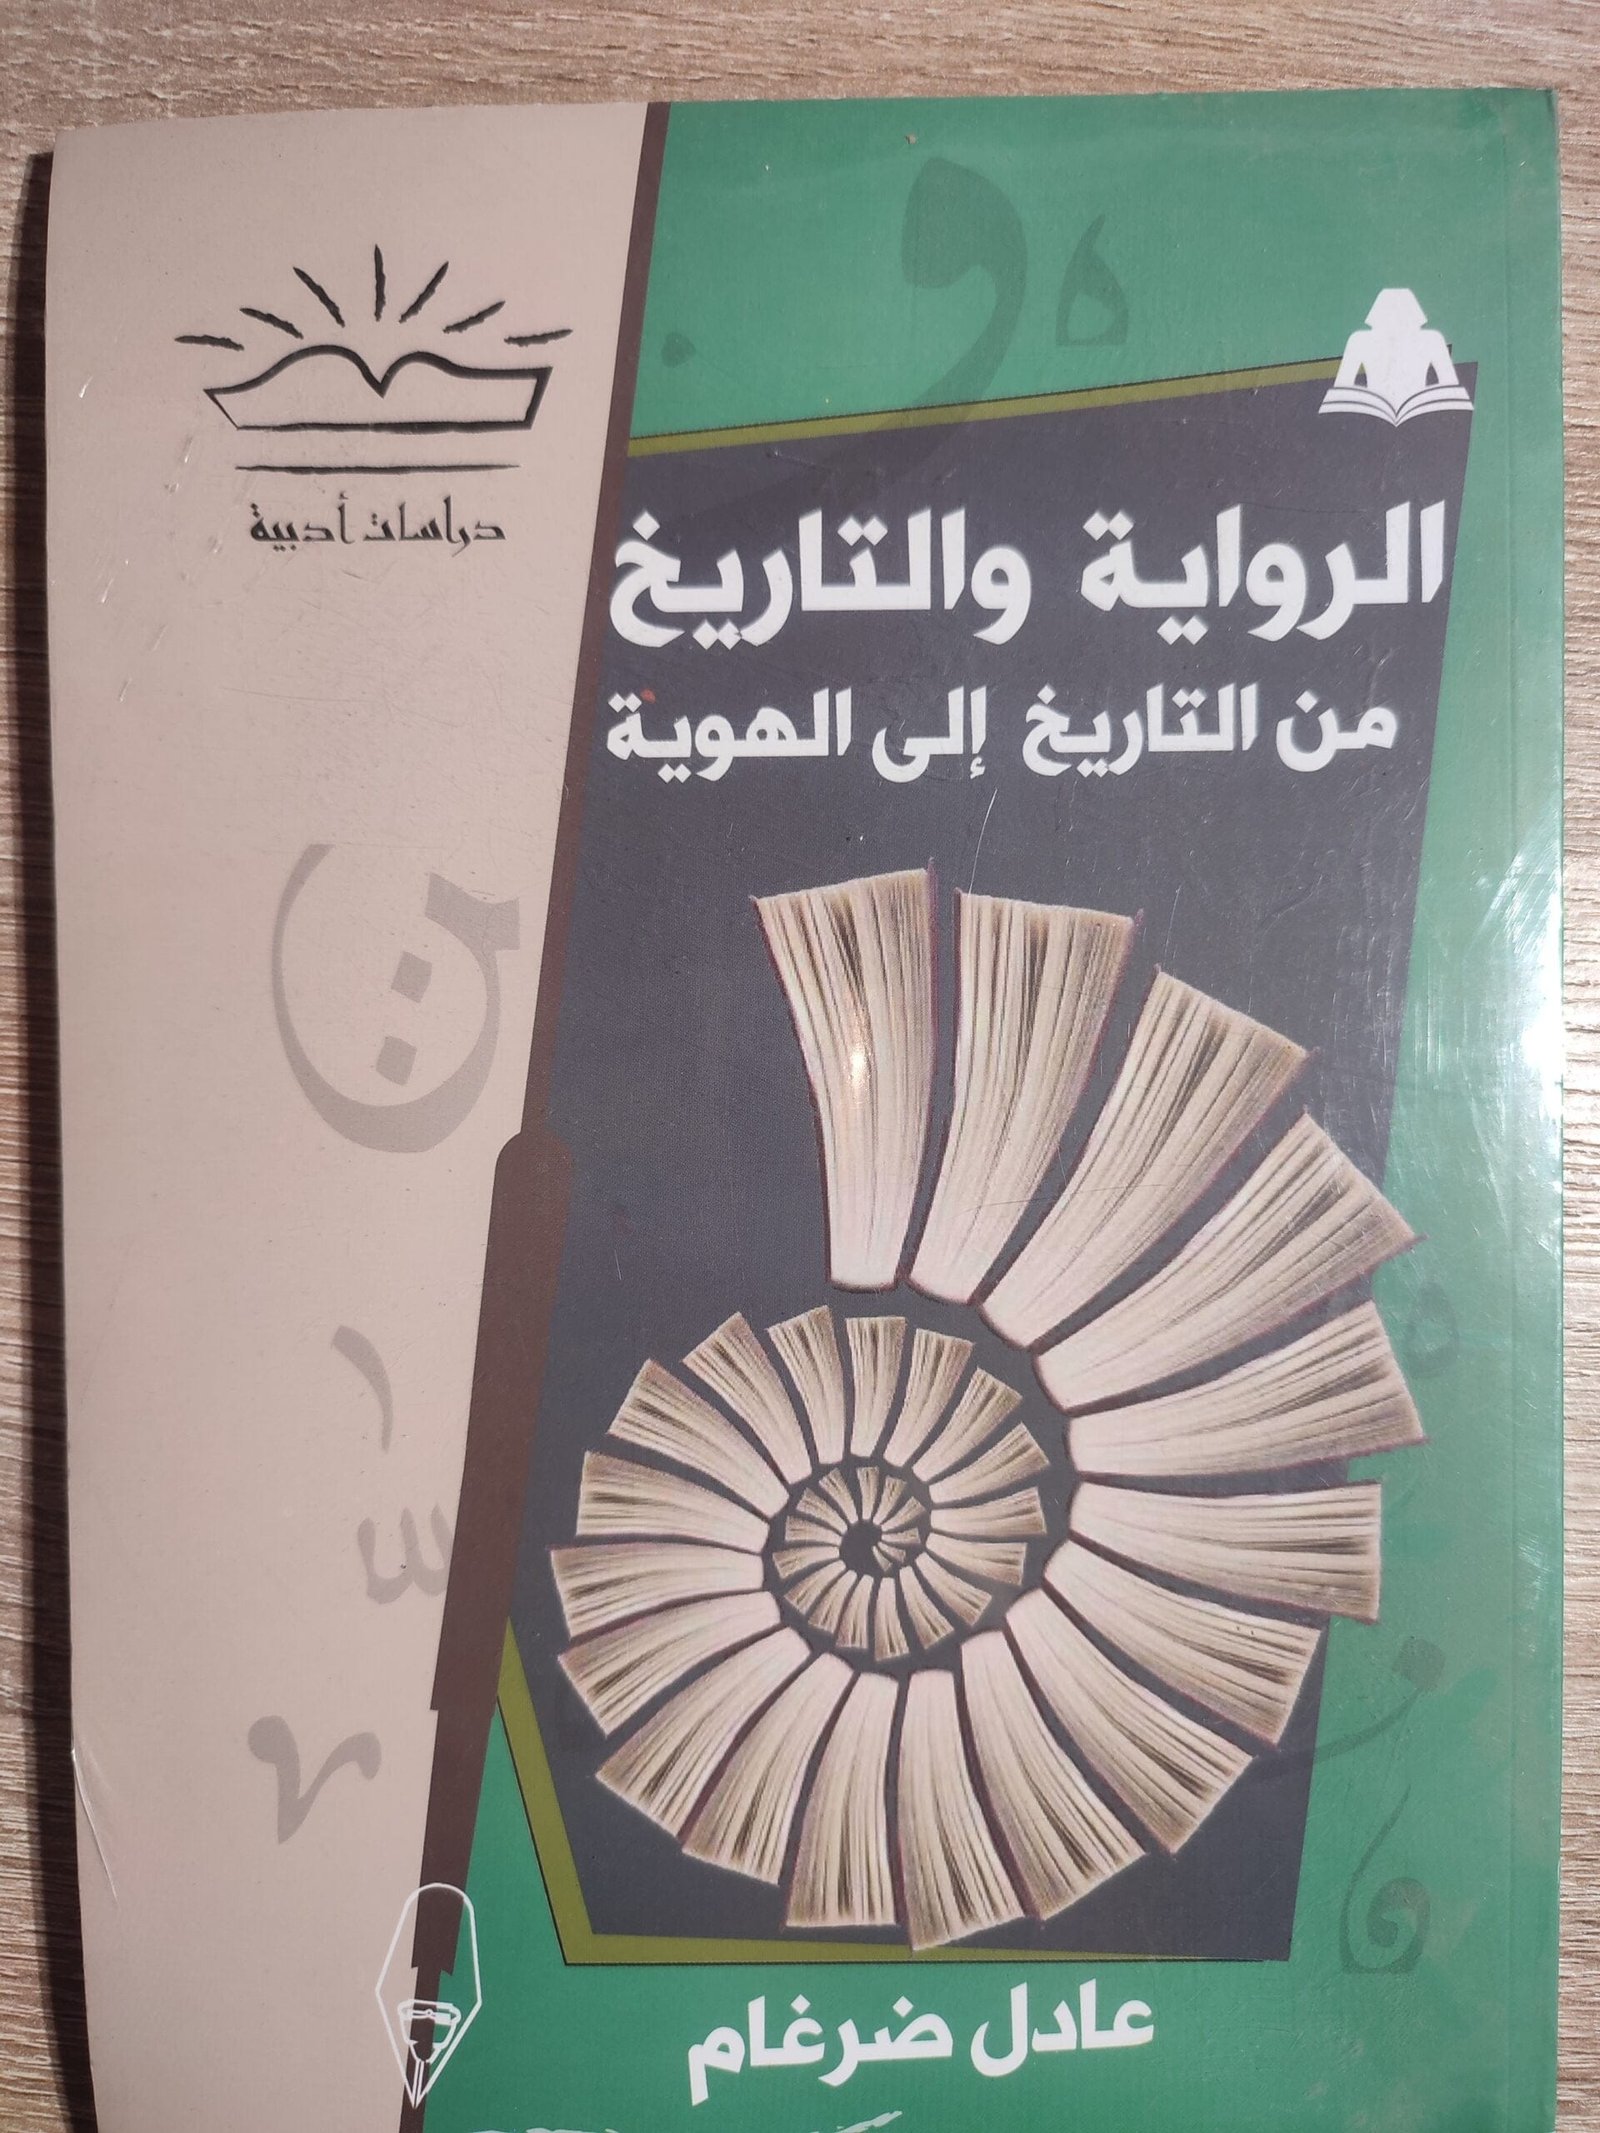 دراسات أدبية
الرواية والتاريخ
من التاريخ إلى الهوية
عادل ضرغام